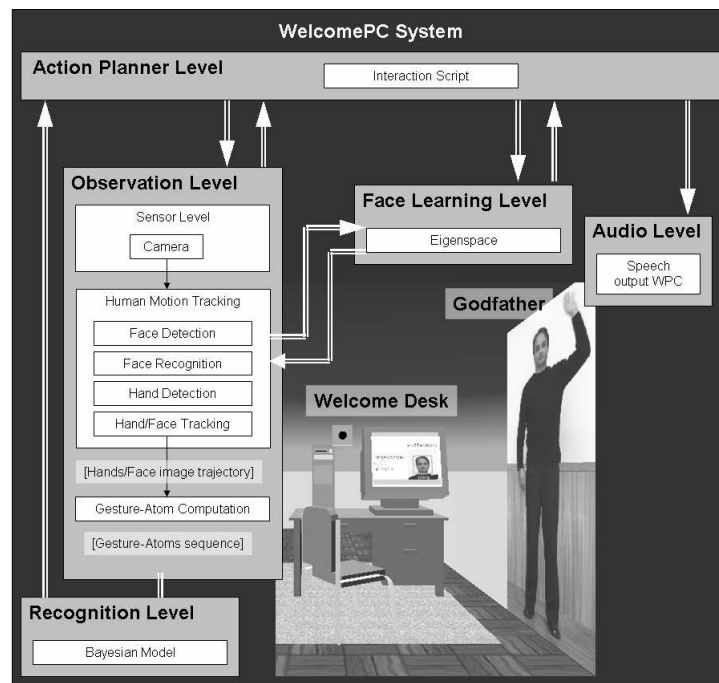 WelcomePC System
Action Planner Level
Interaction Script
Observation Level
Sensor Level
Camera
Human Motion Tracking
Face Detection
Face Recognition
Hand Detection
Hand/Face Tracking
[Hands/Face image trajectory]
Gesture-Atom Computation
[Gesture-Atoms sequence]
Recognition Level
Bayesian Model
Face Learning Level
Eigenspace
Audio Level
Speech
output WPC
Godfather
Welcome Desk